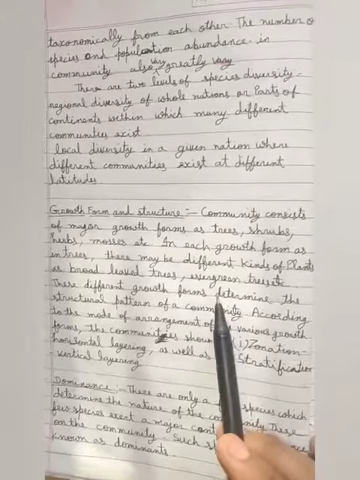 taxonomically from each other. The number of
species and population abundance in
community also vary greatly
There are two levels of species diversity-
regional diversity of whole nations or Parts of
continents within which many different
communities exist
local diversity in a given nation where
different communities exist at different
latitudes
Growth Form and structure :- Community consists
of major growth forms as trees, shrubs,
herbs, mosses etc In each growth form as
in trees, there may be different kinds of Plants
as broad leaved trees, evergreen trees etc
These different growth forms determine the
structural pattern of a community According
to the mode of arrangement of various growth
forms, the communities show (i) Zonation-
horizontal layering, as well as Stratification
vertical layering
Dominance :- There are only a few species which
determine the nature of the community These
few species exert a major
on the community. Such
known as dominants.